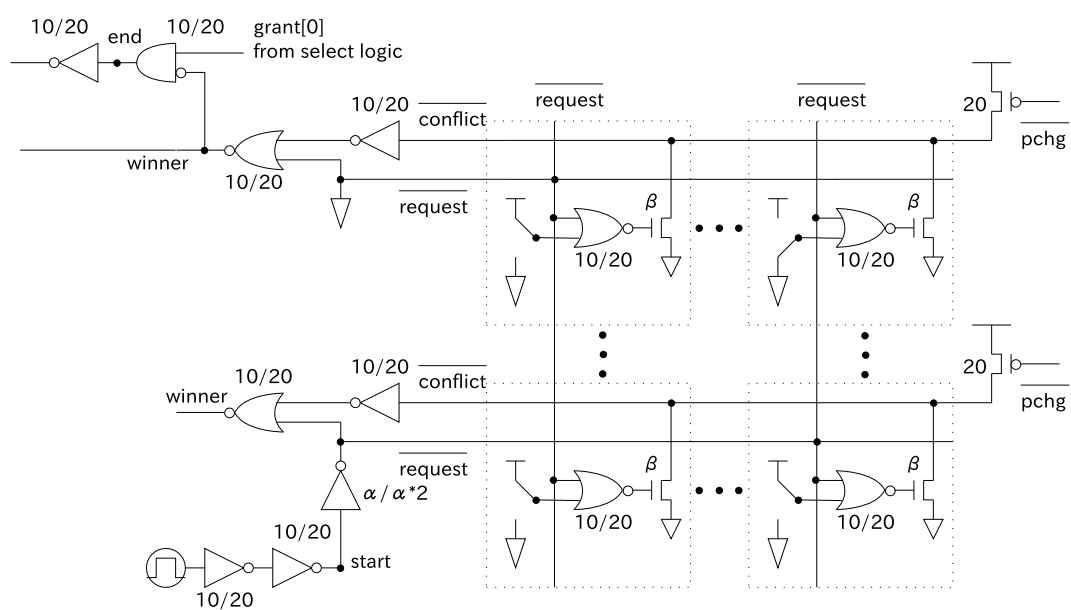 10/20
end
10/20
grant[0]
from select logic
10/20
conflict
request
request
20
pchg
winner
10/20
request
β
10/20
β
10/20
winner
10/20
10/20
conflict
20
pchg
request
α/α*2
β
10/20
β
10/20
10/20
start
10/20